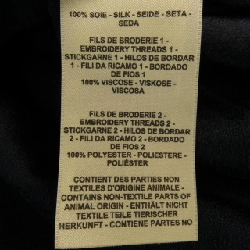 100% SOIE - SILK - SEIDE - SETA -
SEDA
FILS DE BRODERIE 1 -
EMBROIDERY THREADS 1 -
STICKGARNE 1 - HILOS DE BORDAR
1 - FILI DA RICAMO 1 - BORDADO
DE FIOS 1
100% VISCOSE - VISKOSE -
VISCOSA
FILS DE BRODERIE 2 -
EMBROIDERY THREADS 2 -
STICKGARNE 2 - HILOS DE BORDAR
2 - FILI DA RICAMO 2 - BORDADO
DE FIOS 2
100% POLYESTER - POLIESTERE -
POLIÉSTER
CONTIENT DES PARTIES NON
TEXTILES D'ORIGINE ANIMALE -
CONTAINS NON-TEXTILE PARTS OF
ANIMAL ORIGIN - ENTHÄLT NICHT
TEXTILE TEILE TIERISCHER
HERKUNFT - CONTIENE PARTES NO